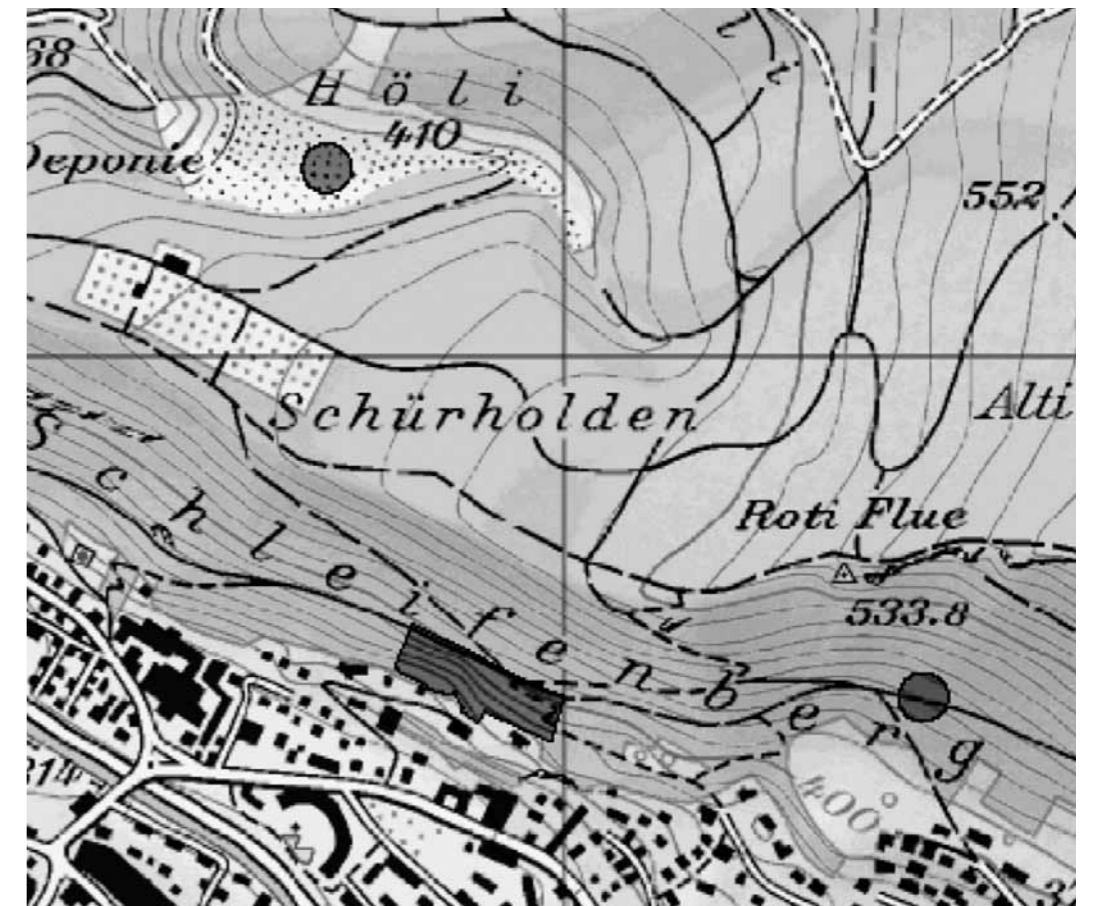 68
Höli
410
Deponie
552
Schürholden
Alti
Roti Flue
533.8
Schleifenberg
400